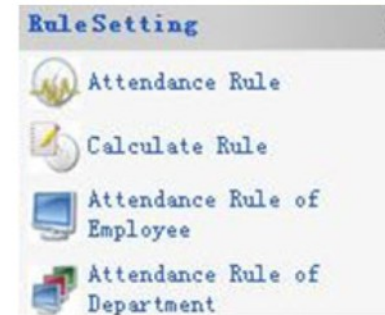 RuleSetting
Attendance Rule
Calculate Rule
Attendance Rule of
Employee
Attendance Rule of
Department